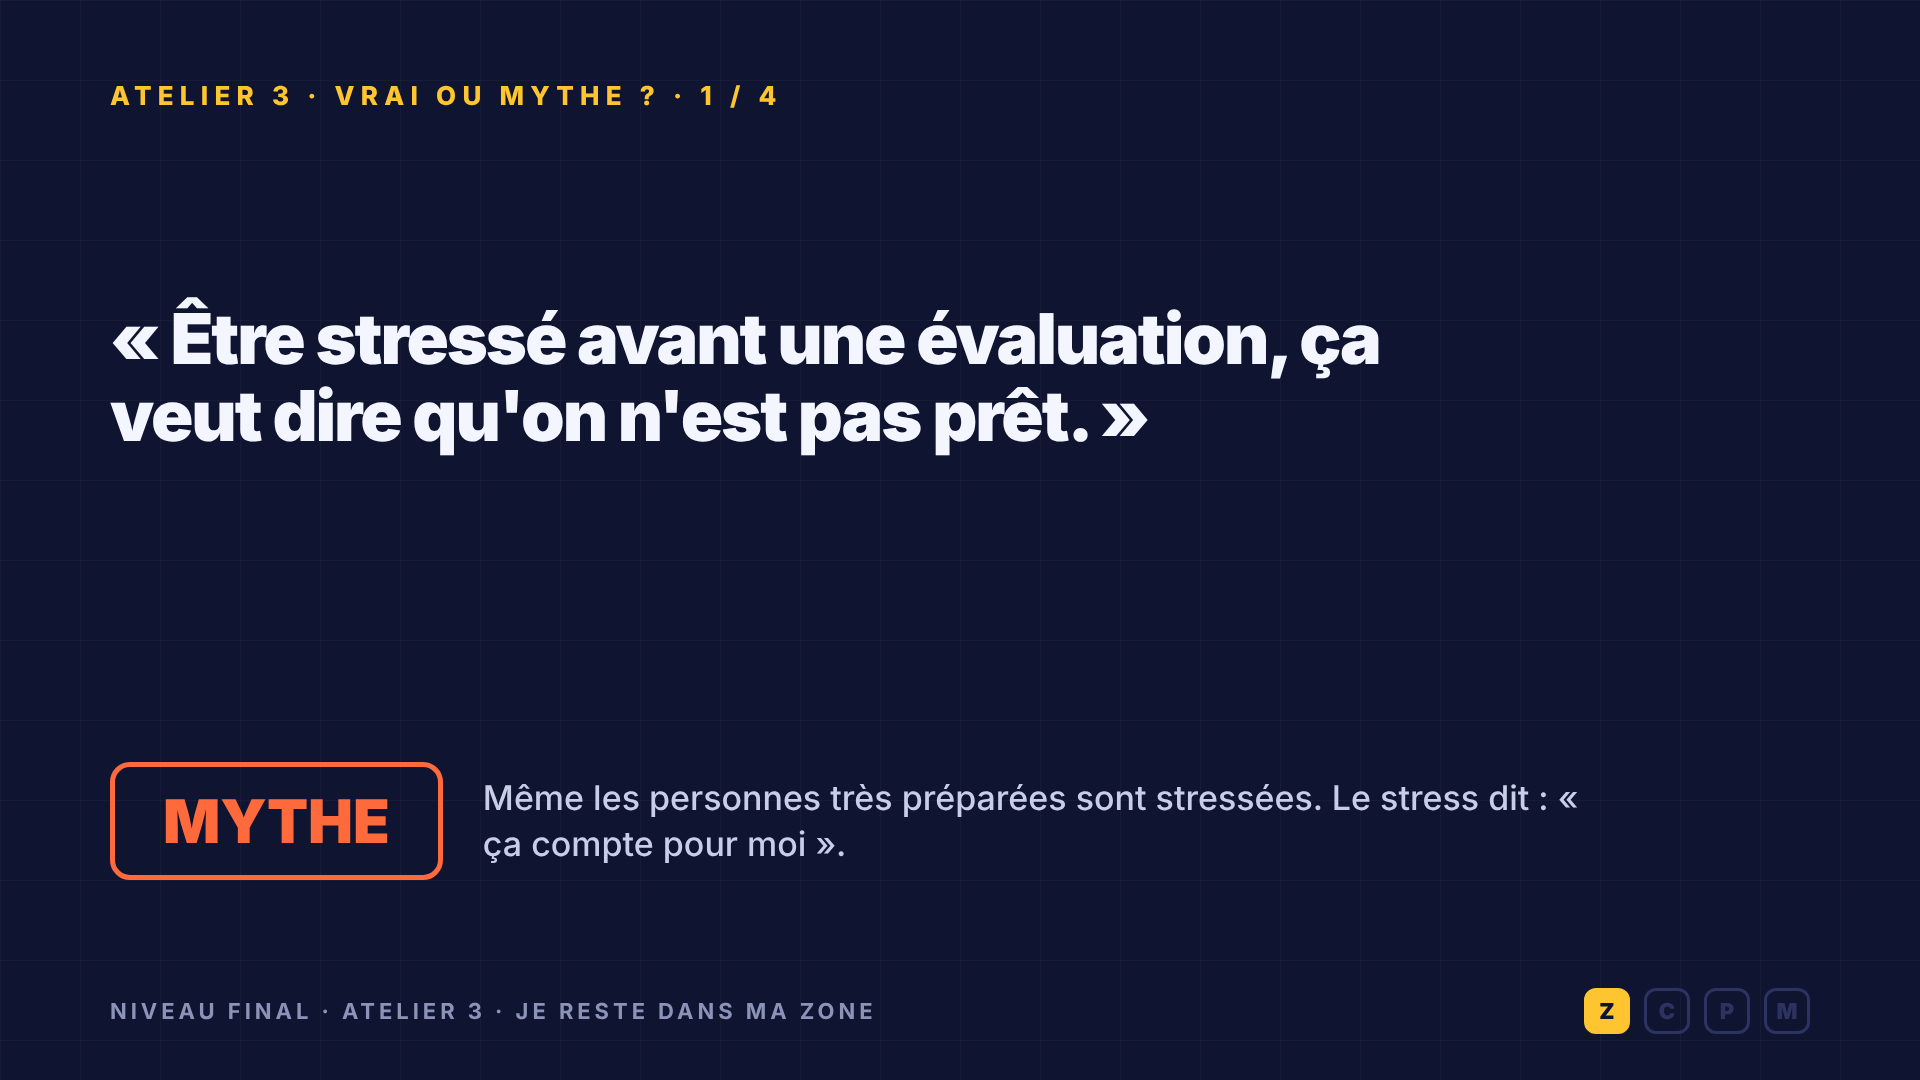 ATELIER 3 · VRAI OU MYTHE ? · 1 / 4
« Être stressé avant une évaluation, ça
veut dire qu'on n'est pas prêt. »
MYTHE
Même les personnes très préparées sont stressées. Le stress dit : «
ça compte pour moi ».
NIVEAU FINAL · ATELIER 3 · JE RESTE DANS MA ZONE
Z C P M